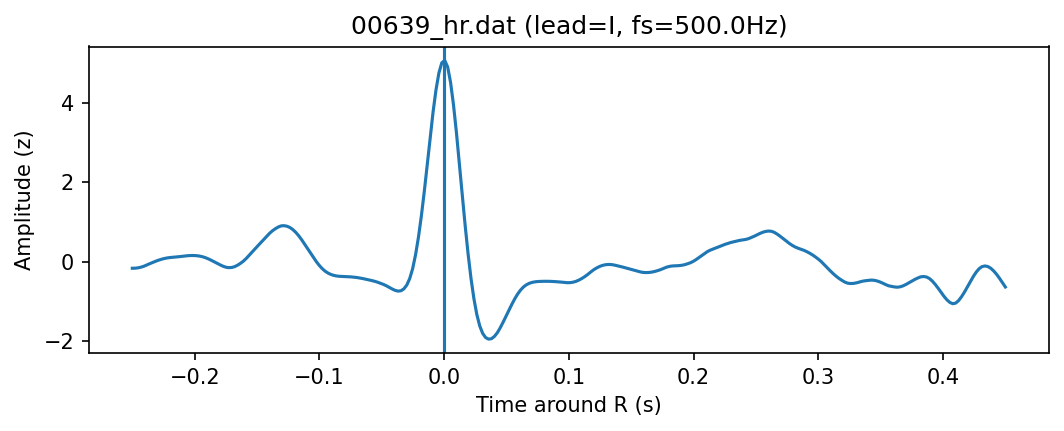 00639_hr.dat (lead=I, fs=500.0Hz)
Amplitude (z)
4
2
0
−2
−0.2 −0.1 0.0 0.1 0.2 0.3 0.4
Time around R (s)